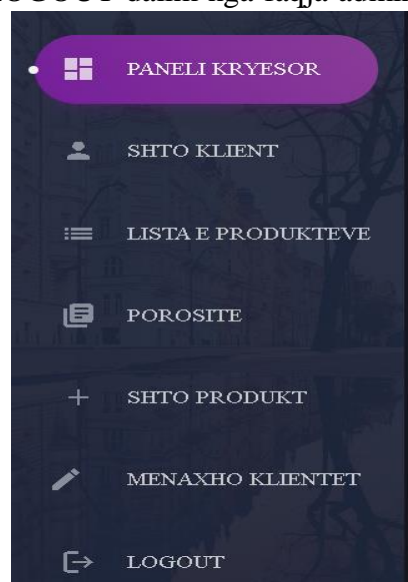 PANELI KRYESOR
SHTO KLIENT
LISTA E PRODUKTEVE
POROSITE
SHTO PRODUKT
MENAXHO KLIENTET
LOGOUT